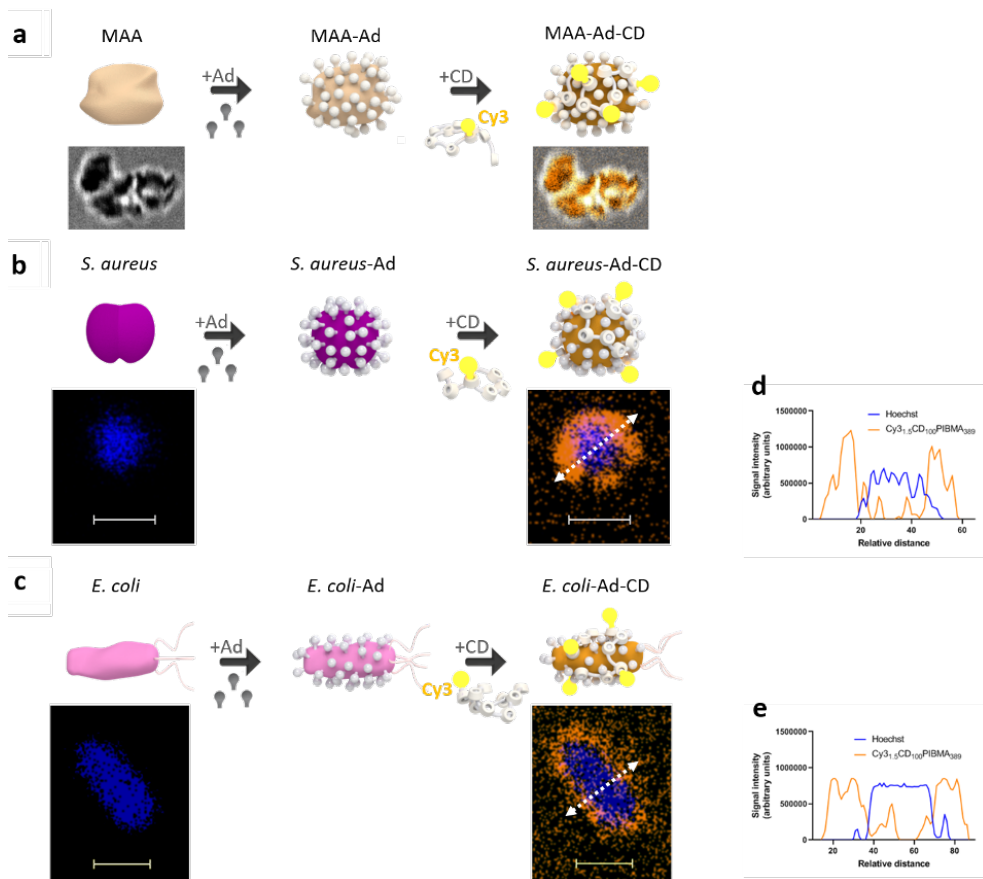 a
MAA
MAA-Ad
MAA-Ad-CD
+Ad
+CD
Cy3
b
S. aureus
S. aureus-Ad
S. aureus-Ad-CD
+Ad
+CD
Cy3
d
1500000
1000000
500000
0
Signal intensity
(arbitrary units)
Hoechst
Cy31.5CD100PIBMA389
20
40
60
Relative distance
c
E. coli
E. coli-Ad
E. coli-Ad-CD
+Ad
+CD
Cy3
e
1500000
1000000
500000
0
Signal intensity
(arbitrary units)
Hoechst
Cy31.5CD100PIBMA389
20
40
60
80
Relative distance